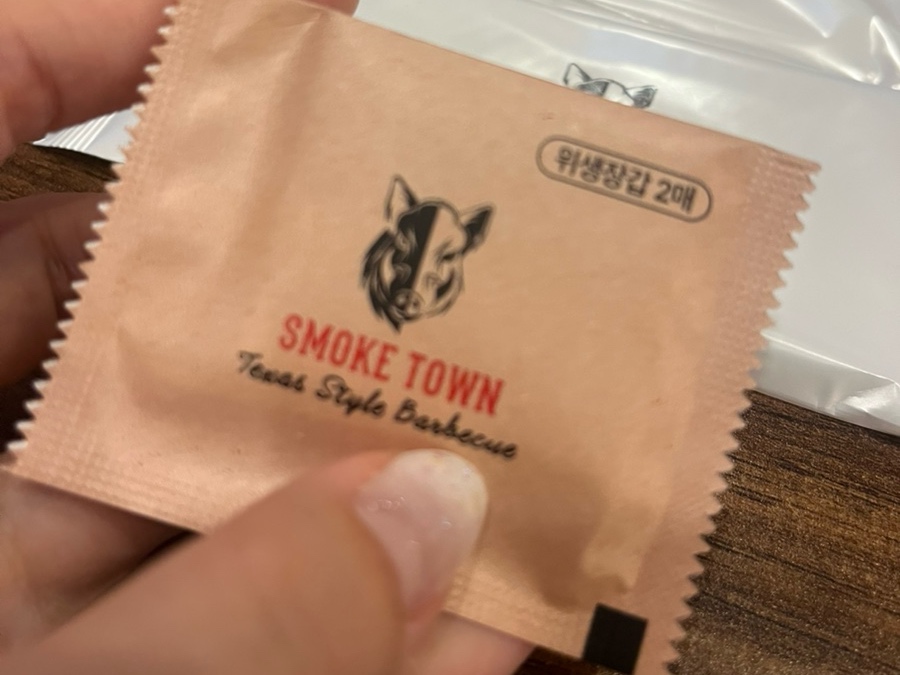 위생장갑 2매
SMOKE TOWN
Texas Style Barbecue